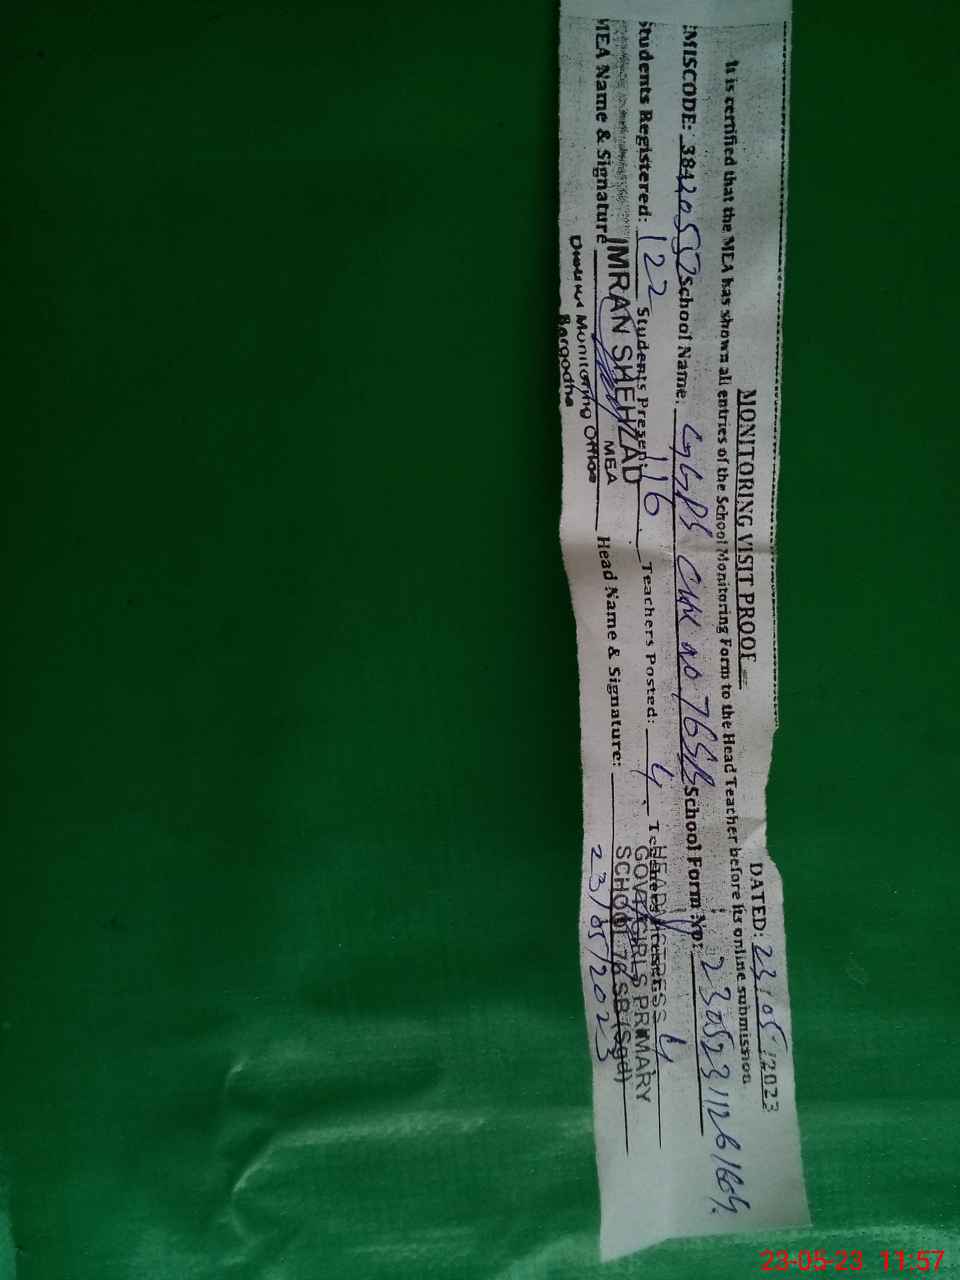 MONITORING VISIT PROOF
DATED: 23/05/2023
It is certified that the MEA has shown all entries of the School Monitoring Form to the Head Teacher before its online submission
EMISCODE: 384205 School Name: GGPS Chak no 76SB School Form No:
Students Registered: 122 Students Present 116 Teachers Posted: 4 Teachers Present 4
MEA Name & Signature Head Name & Signature:
IMRAN SHEHZAD
MEA
District Monitoring Office
Sargodha
HEADMISTRESS
GOVT GIRLS PRIMARY
SCHOOL 76 SB (Sgd)
23/05/2023
23-05-23 11:57